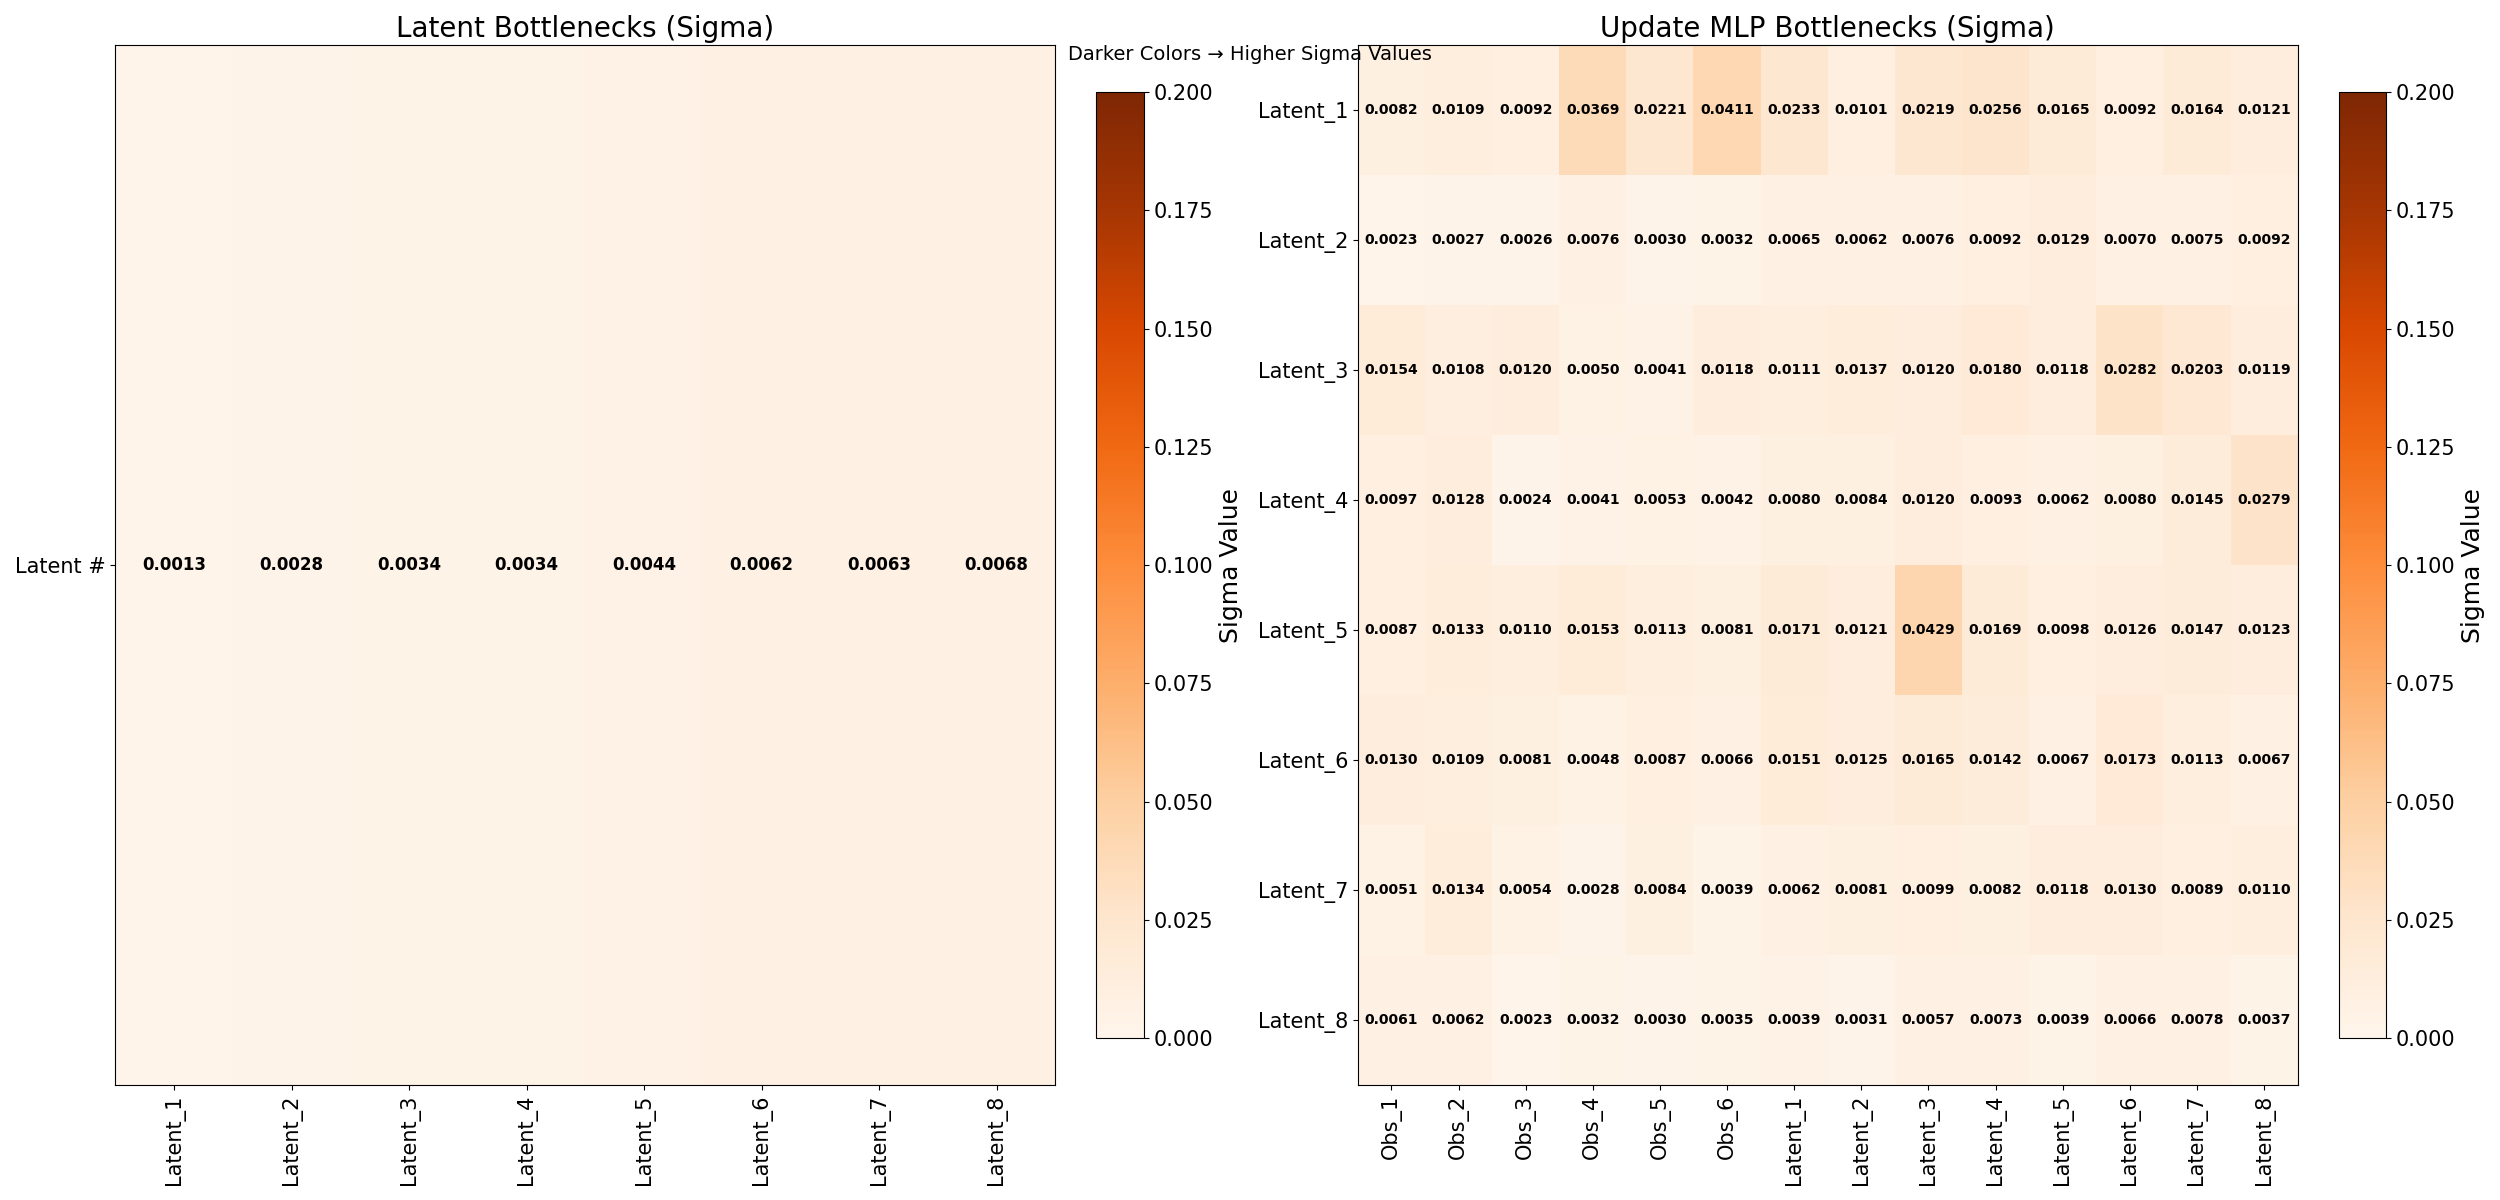 Latent Bottlenecks (Sigma)
Latent #
0.0013 0.0028 0.0034 0.0034 0.0044 0.0062 0.0063 0.0068
Latent_1 Latent_2 Latent_3 Latent_4 Latent_5 Latent_6 Latent_7 Latent_8
Darker Colors → Higher Sigma Values
0.200
0.175
0.150
0.125
0.100
0.075
0.050
0.025
0.000
Sigma Value
Update MLP Bottlenecks (Sigma)
Latent_1 0.0082 0.0109 0.0092 0.0369 0.0221 0.0411 0.0233 0.0101 0.0219 0.0256 0.0165 0.0092 0.0164 0.0121
Latent_2 0.0023 0.0027 0.0026 0.0076 0.0030 0.0032 0.0065 0.0062 0.0076 0.0092 0.0129 0.0070 0.0075 0.0092
Latent_3 0.0154 0.0108 0.0120 0.0050 0.0041 0.0118 0.0111 0.0137 0.0120 0.0180 0.0118 0.0282 0.0203 0.0119
Latent_4 0.0097 0.0128 0.0024 0.0041 0.0053 0.0042 0.0080 0.0084 0.0120 0.0093 0.0062 0.0080 0.0145 0.0279
Latent_5 0.0087 0.0133 0.0110 0.0153 0.0113 0.0081 0.0171 0.0121 0.0429 0.0169 0.0098 0.0126 0.0147 0.0123
Latent_6 0.0130 0.0109 0.0081 0.0048 0.0087 0.0066 0.0151 0.0125 0.0165 0.0142 0.0067 0.0173 0.0113 0.0067
Latent_7 0.0051 0.0134 0.0054 0.0028 0.0084 0.0039 0.0062 0.0081 0.0099 0.0082 0.0118 0.0130 0.0089 0.0110
Latent_8 0.0061 0.0062 0.0023 0.0032 0.0030 0.0035 0.0039 0.0031 0.0057 0.0073 0.0039 0.0066 0.0078 0.0037
Obs_1 Obs_2 Obs_3 Obs_4 Obs_5 Obs_6 Latent_1 Latent_2 Latent_3 Latent_4 Latent_5 Latent_6 Latent_7 Latent_8
0.200
0.175
0.150
0.125
0.100
0.075
0.050
0.025
0.000
Sigma Value